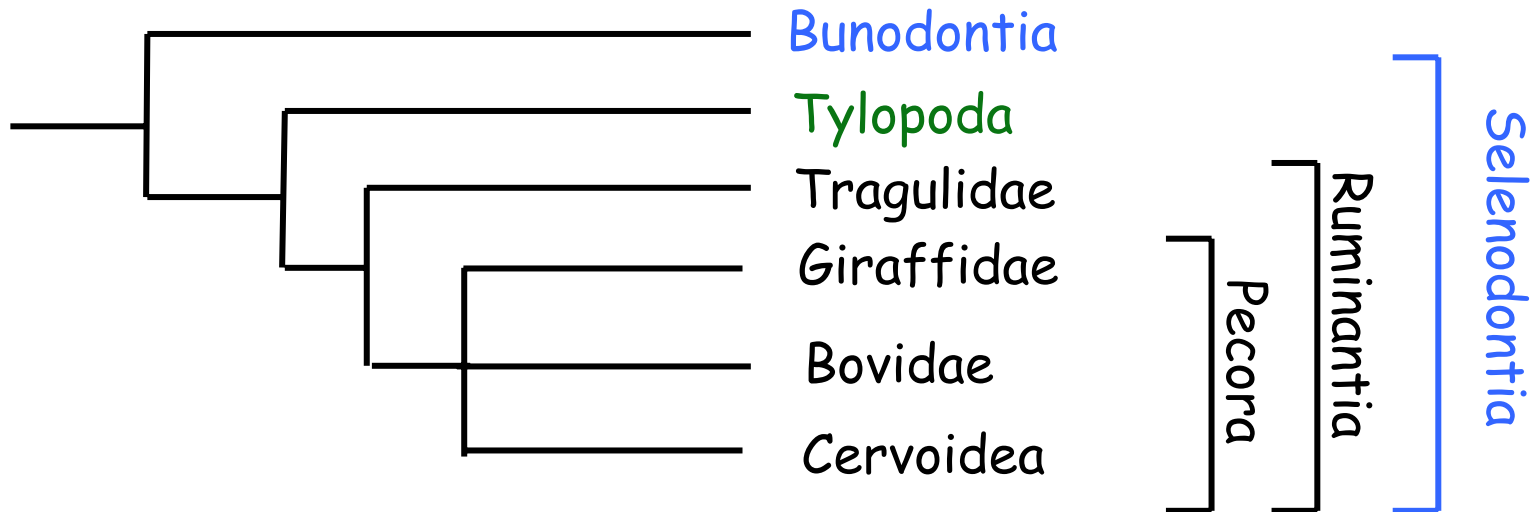 Bunodontia
Tylopoda
Tragulidae
Giraffidae
Bovidae
Cervoidea
Pecora
Ruminantia
Selenodontia